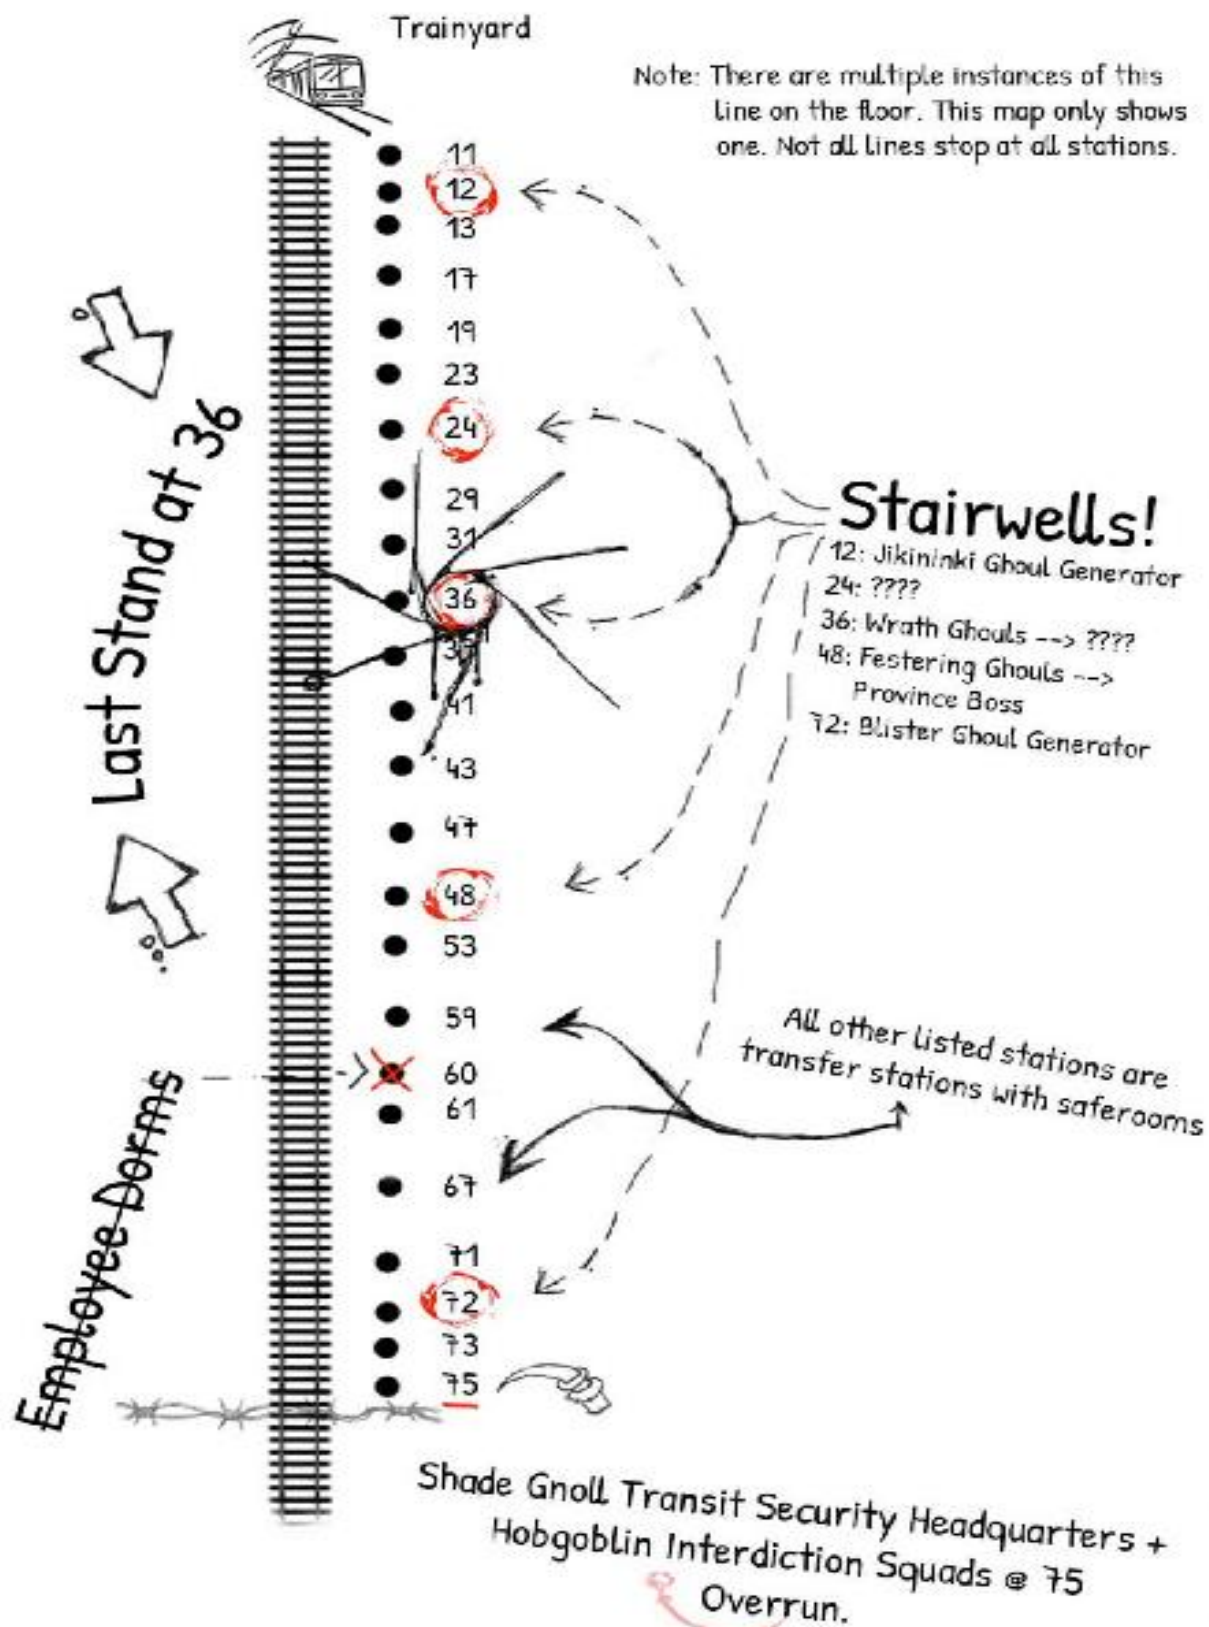 Trainyard
Note: There are multiple instances of this
line on the floor. This map only shows
one. Not all lines stop at all stations.
11
12
13
17
19
23
24
29
31
36
37
41
43
47
48
53
59
60
61
67
71
72
73
75
Last Stand at 36
Stairwells!
12: Jikininki Ghoul Generator
24: ????
36: Wrath Ghouls --> ????
48: Festering Ghouls -->
Province Boss
72: Blister Ghoul Generator
All other listed stations are
transfer stations with saferooms
Employee Dorms
Shade Gnoll Transit Security Headquarters +
Hobgoblin Interdiction Squads @ 75
Overrun.